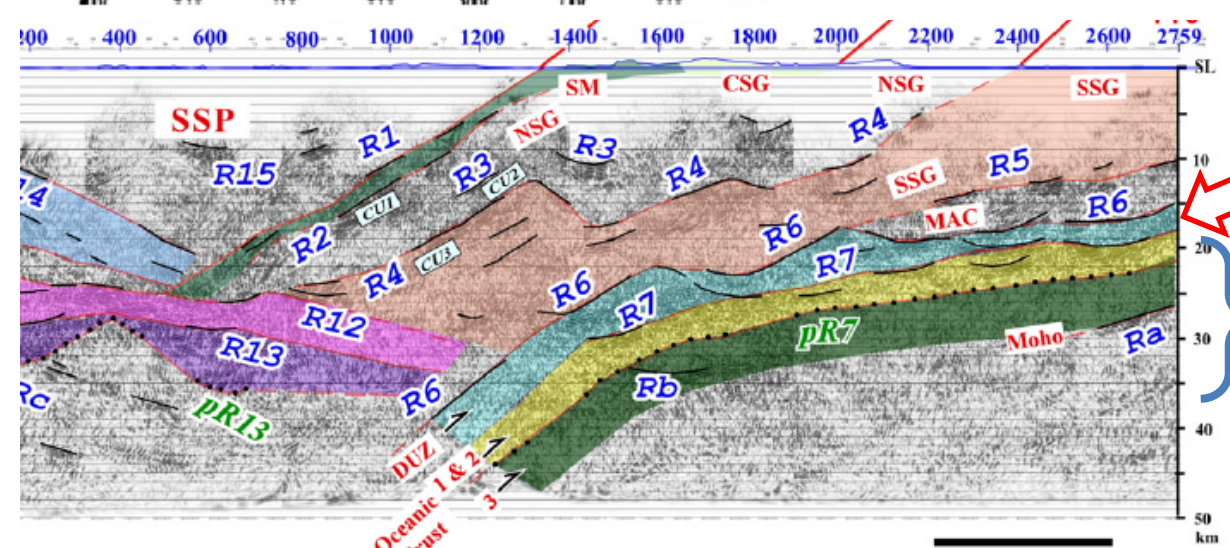 200 400 600 800 1000 1200 1400 1600 1800 2000 2200 2400 2600 2759
SL
SM CSG NSG SSG
SSP
R1 NSG R3 R4
R15 R3 R4 R5 10
14 CU2 SSG
CU1 MAC R6
R2 R6 20
R4 CU3 R7
R6 R7
R12 pR7 Moho Ra 30
R13
Rc R6 Rb
pR13 40
DUZ
Oceanic 1 & 2
3
50
km